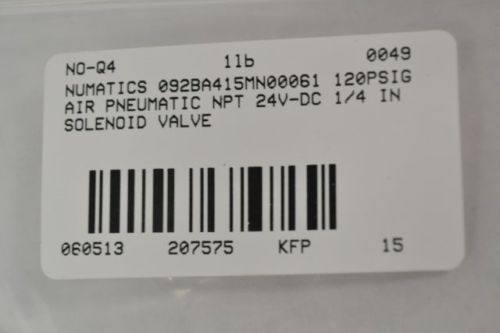 NO-Q4 1lb 0049
NUMATICS 092BA415MN00061 120PSIG
AIR PNEUMATIC NPT 24V-DC 1/4 IN
SOLENOID VALVE
060513 207575 KFP 15